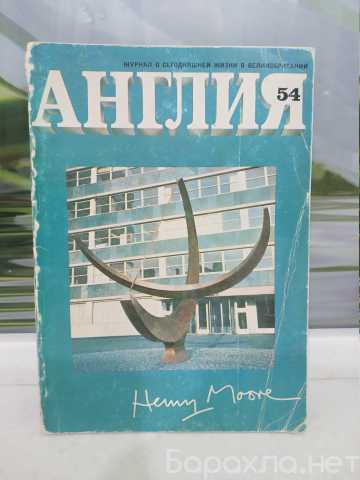 ЖУРНАЛ О СЕГОДНЯШНЕЙ ЖИЗНИ В ВЕЛИКОБРИТАНИИ
АНГЛИЯ
54
Henry Moore
Барахла.нет